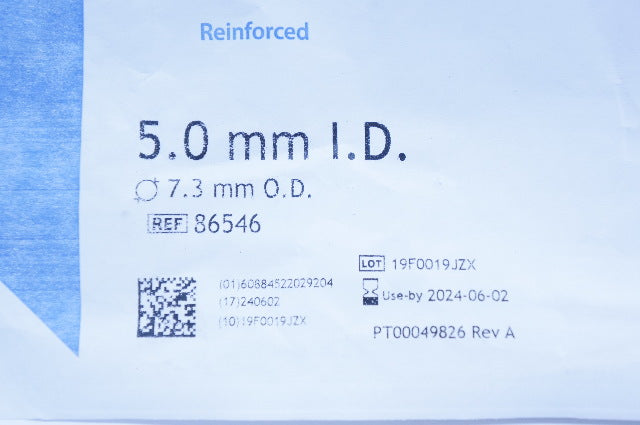 Reinforced
5.0 mm I.D.
7.3 mm O.D.
REF 86546
LOT 19F0019JZX
(01)60884522029204
Use-by 2024-06-02
(17)240602
(10)19F0019JZX
PT00049826 Rev A